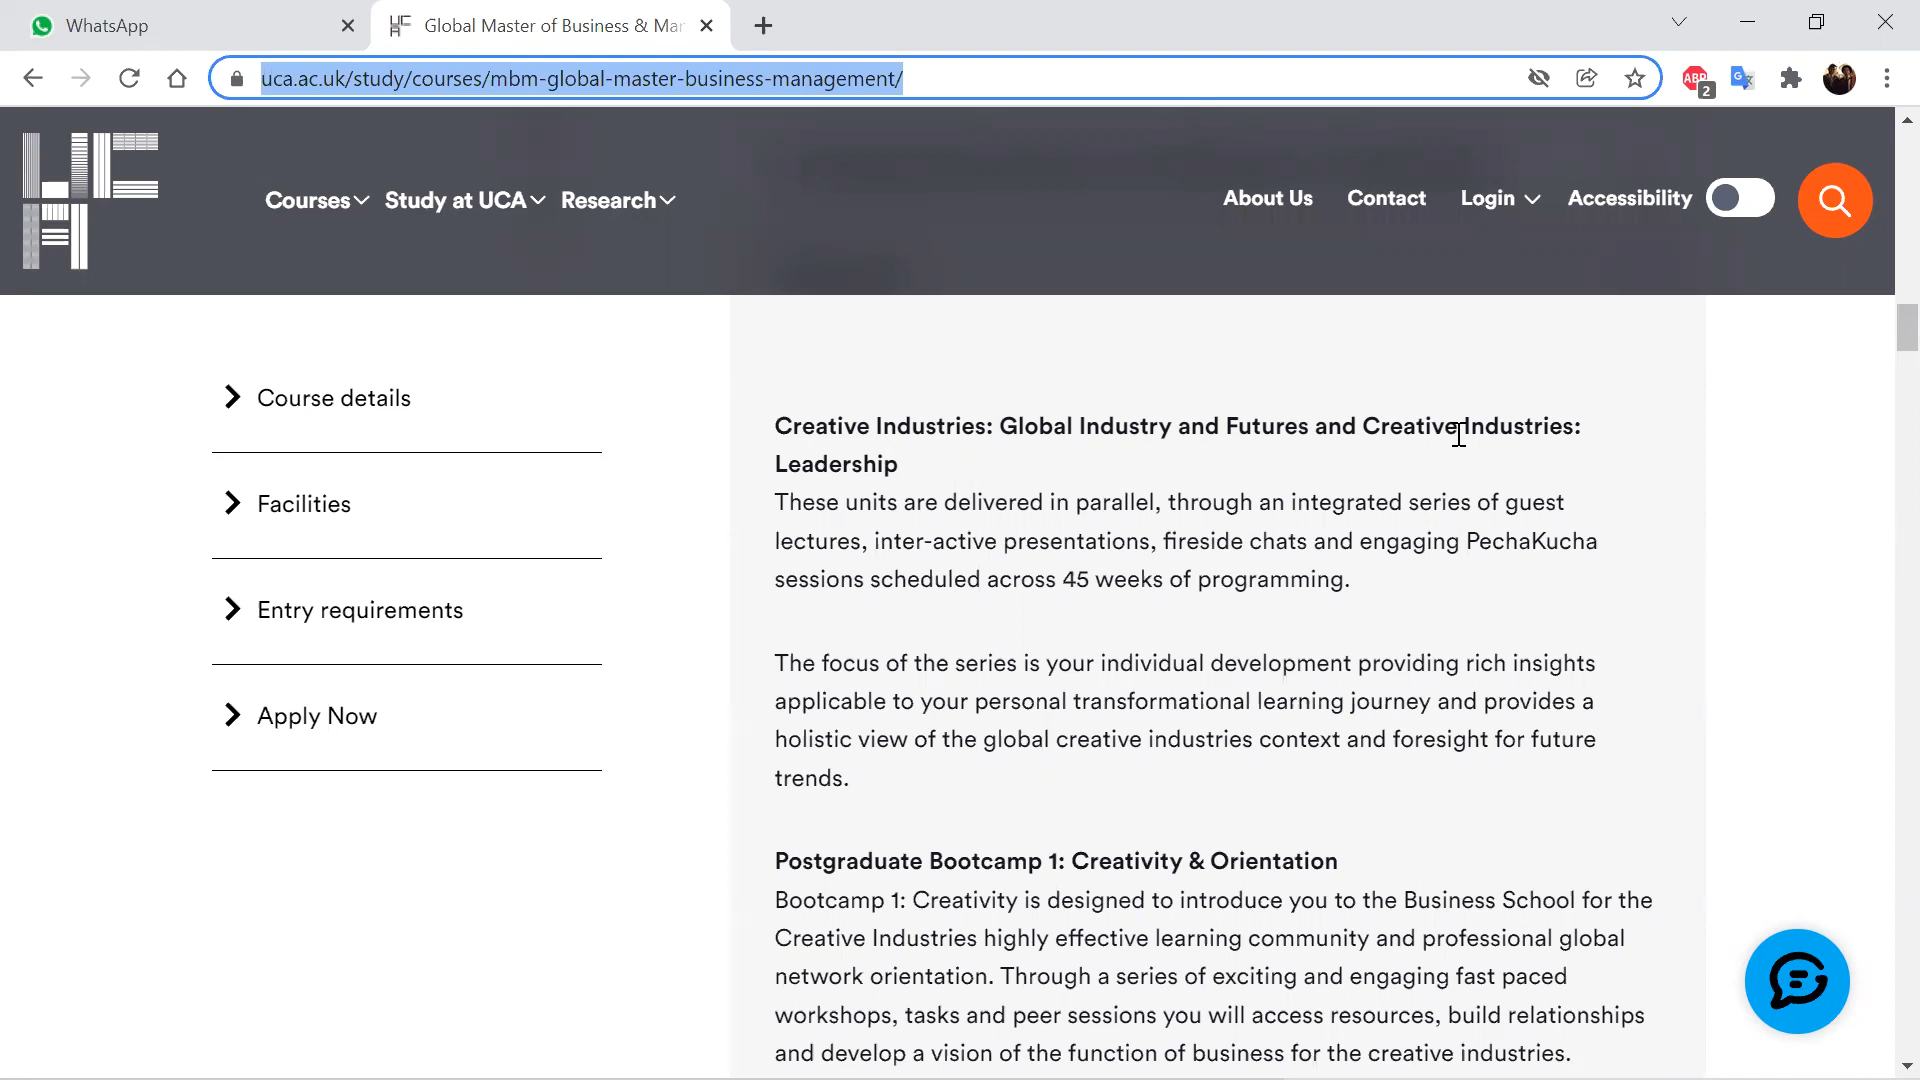 WhatsApp
Global Master of Business & Mar
uca.ac.uk/study/courses/mbm-global-master-business-management/
ABP
2
G
Courses
Study at UCA
Research
About Us
Contact
Login
Accessibility
Course details
Facilities
Entry requirements
Apply Now
Creative Industries: Global Industry and Futures and Creative Industries:
Leadership
These units are delivered in parallel, through an integrated series of guest
lectures, inter-active presentations, fireside chats and engaging PechaKucha
sessions scheduled across 45 weeks of programming.
The focus of the series is your individual development providing rich insights
applicable to your personal transformational learning journey and provides a
holistic view of the global creative industries context and foresight for future
trends.
Postgraduate Bootcamp 1: Creativity & Orientation
Bootcamp 1: Creativity is designed to introduce you to the Business School for the
Creative Industries highly effective learning community and professional global
network orientation. Through a series of exciting and engaging fast paced
workshops, tasks and peer sessions you will access resources, build relationships
and develop a vision of the function of business for the creative industries.